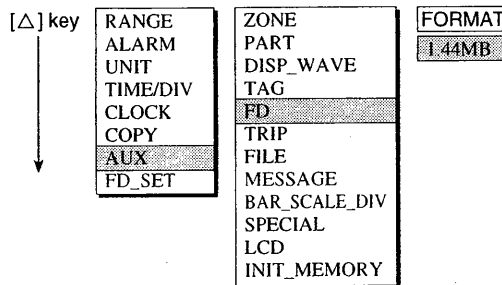 [△] key
RANGE
ALARM
UNIT
TIME/DIV
CLOCK
COPY
AUX
FD_SET
ZONE
PART
DISP_WAVE
TAG
FD
TRIP
FILE
MESSAGE
BAR_SCALE_DIV
SPECIAL
LCD
INIT_MEMORY
FORMAT
1.44MB